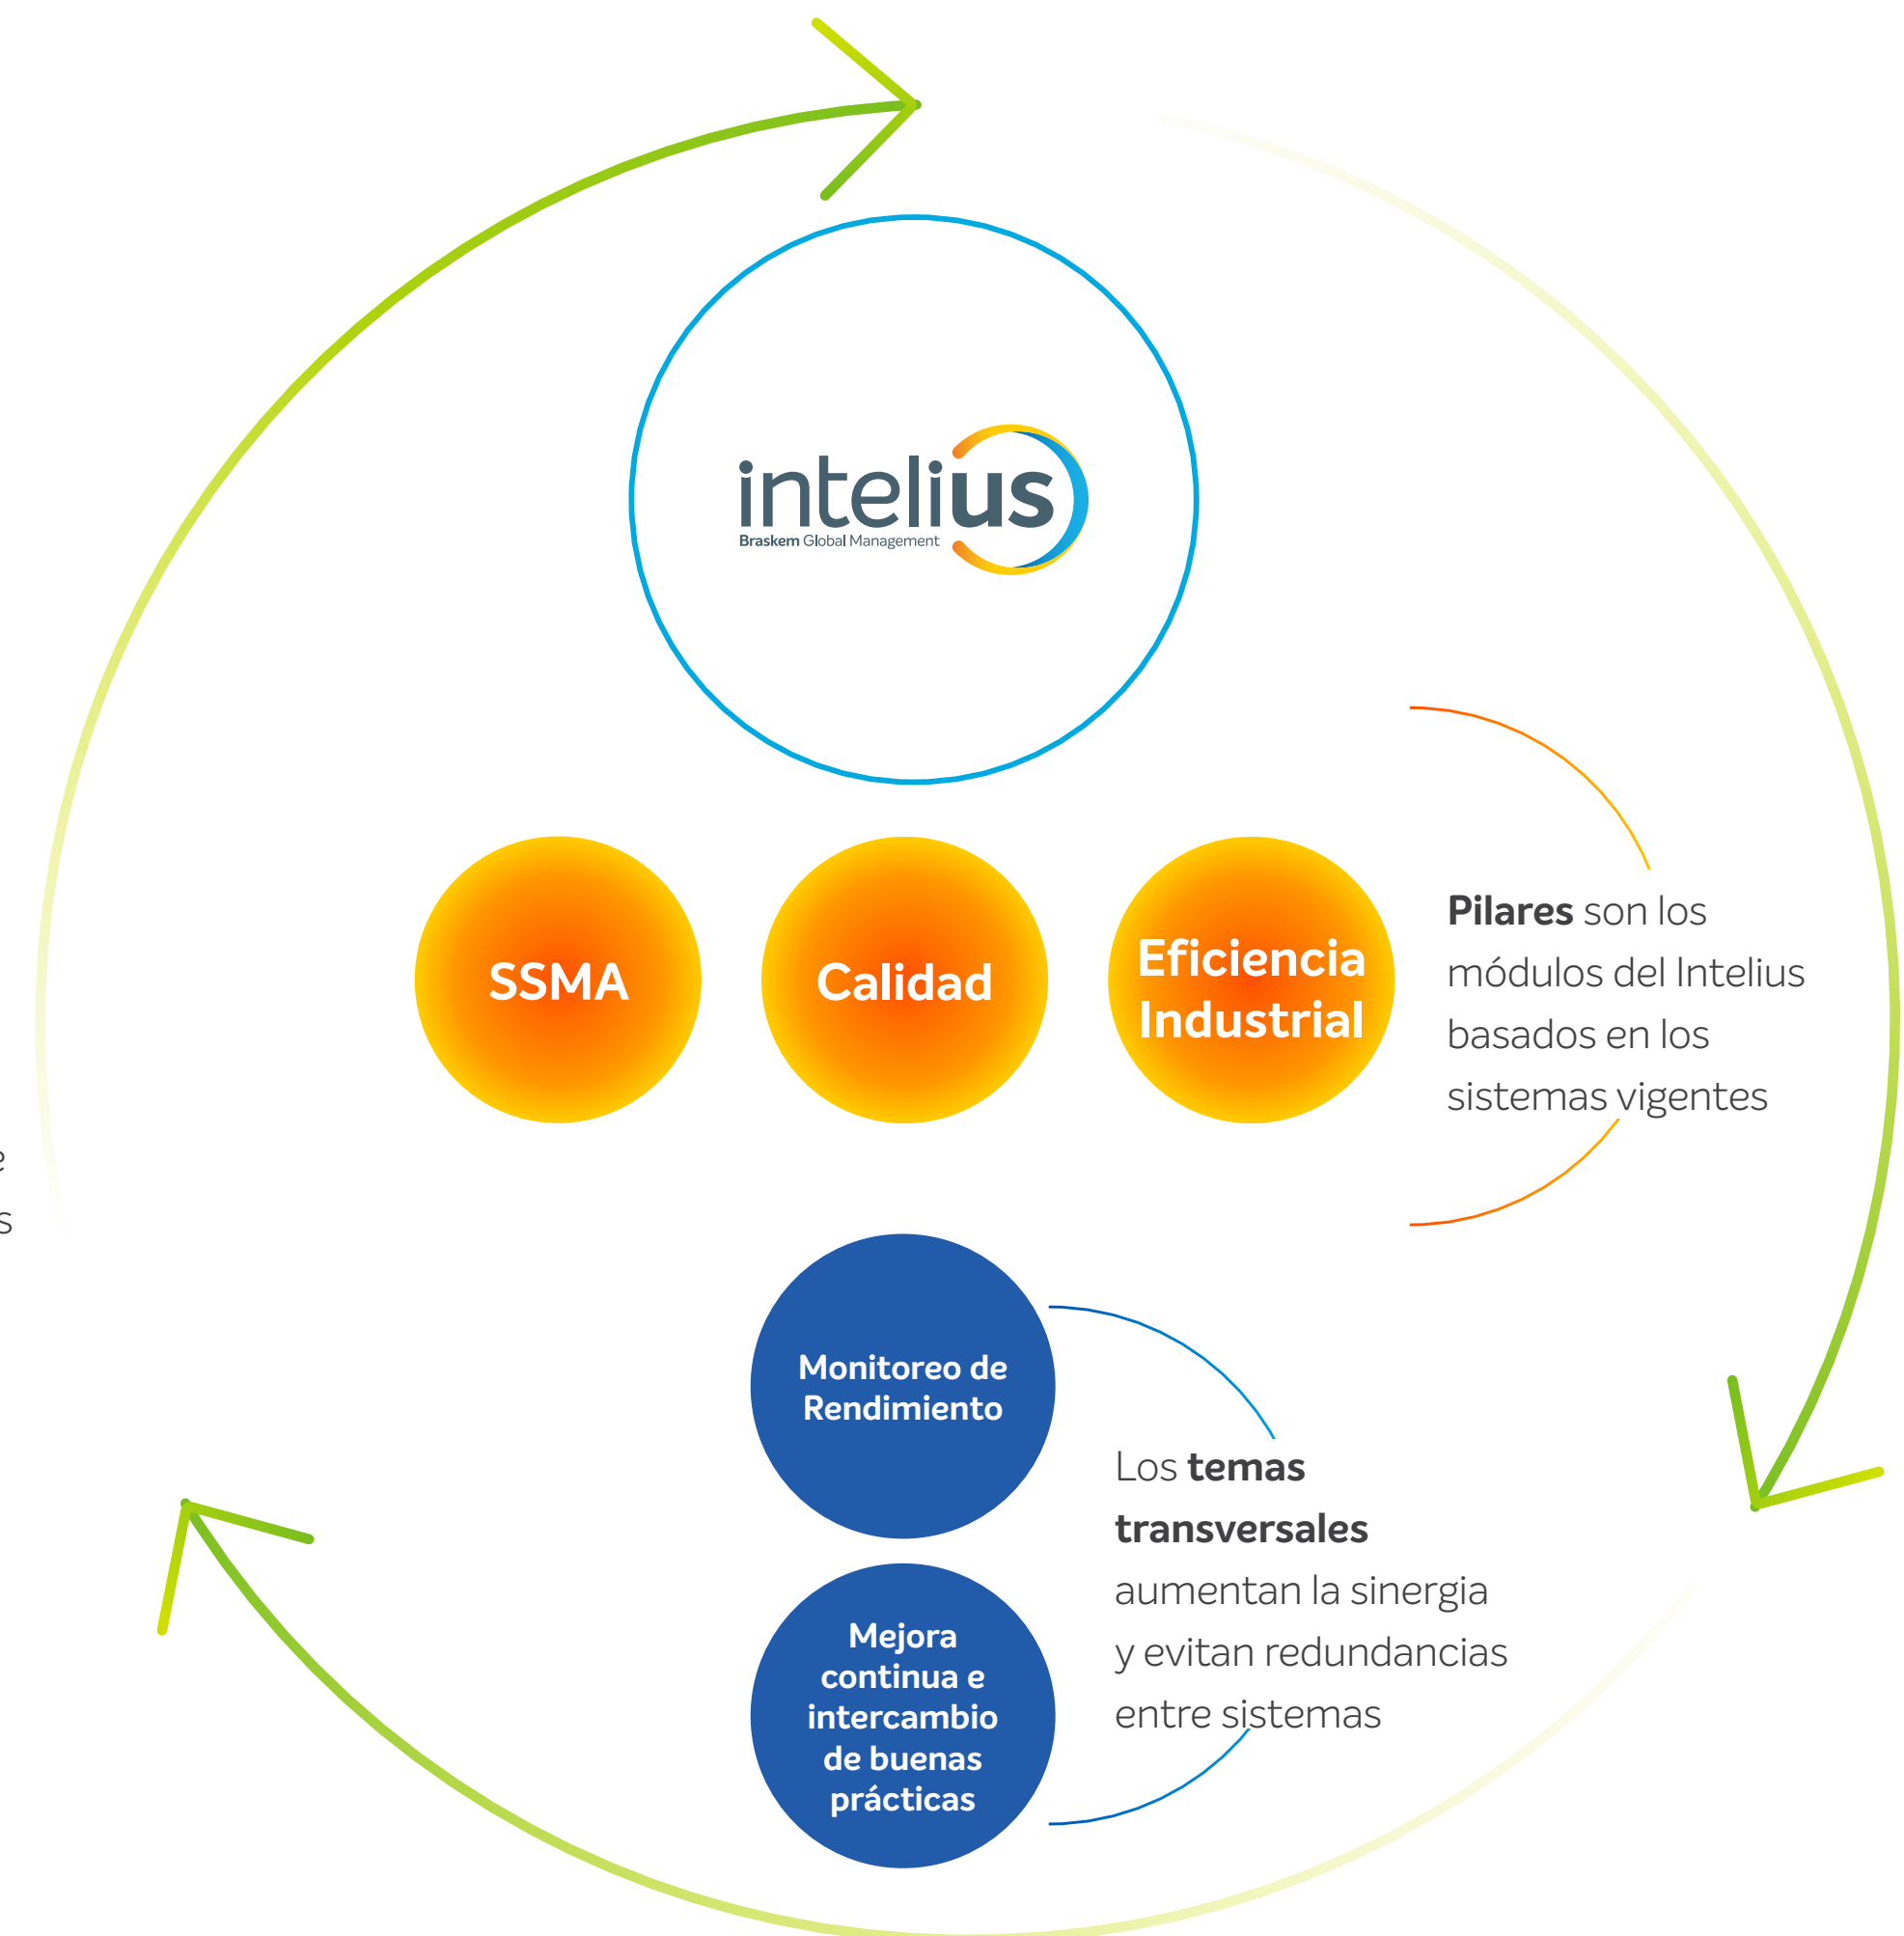 intelius
Braskem Global Management
SSMA
Calidad
Eficiencia
Industrial
Pilares son los
módulos del Intelius
basados en los
sistemas vigentes
Monitoreo de
Rendimiento
Los temas
transversales
aumentan la sinergia
y evitan redundancias
entre sistemas
Mejora
continua e
intercambio
de buenas
prácticas